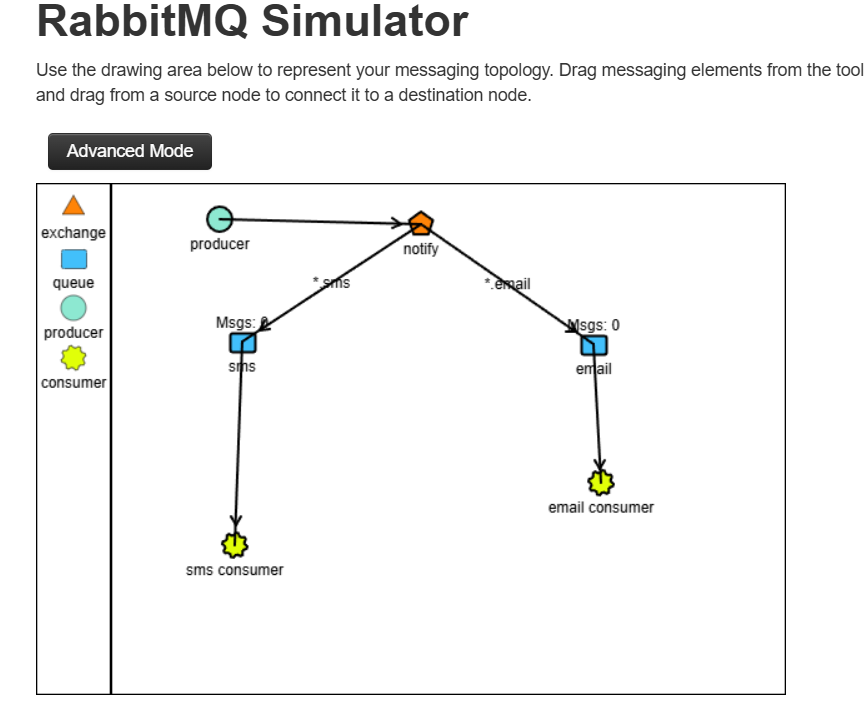 RabbitMQ Simulator
Use the drawing area below to represent your messaging topology. Drag messaging elements from the tool
and drag from a source node to connect it to a destination node.
Advanced Mode
exchange
queue
producer
consumer
producer
notify
*.sms
*.email
Msgs: 0
sms
Msgs: 0
email
email consumer
sms consumer